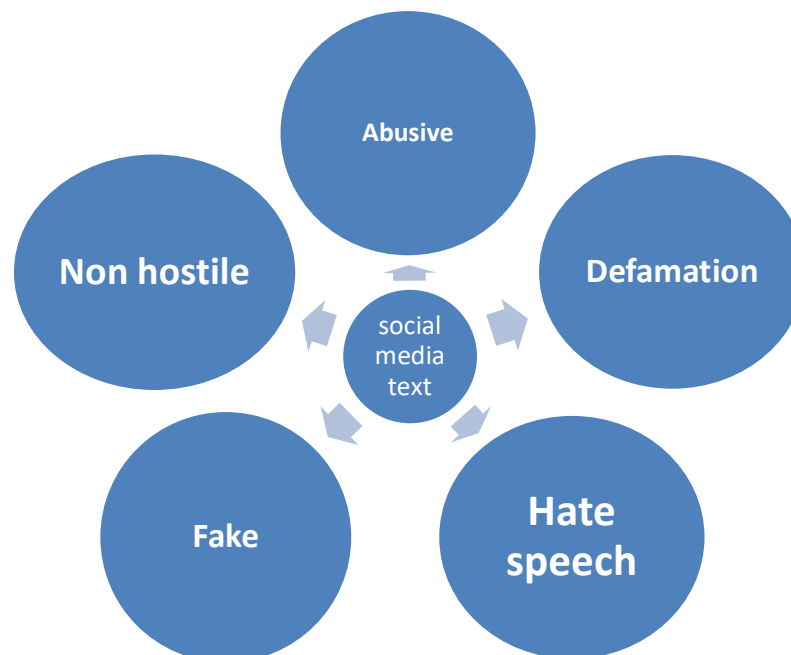 Abusive
Non hostile
Defamation
social
media
text
Fake
Hate
speech